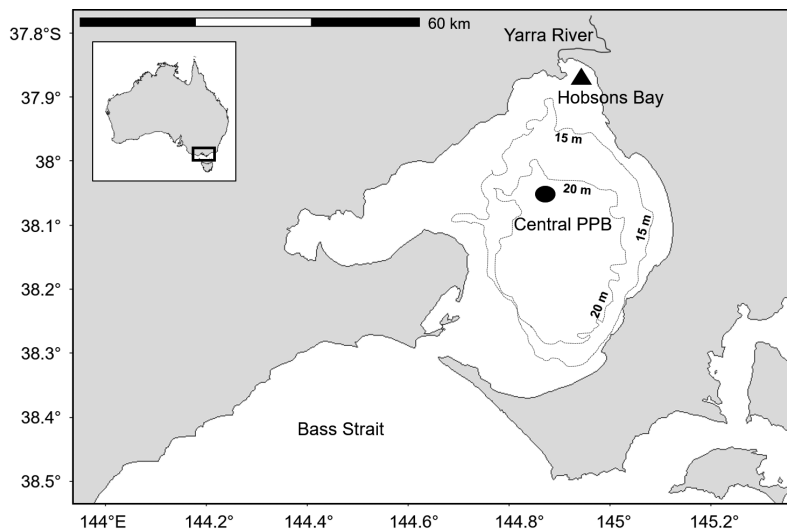 60 km
37.8°S
Yarra River
37.9°
Hobsons Bay
15 m
38°
20 m
38.1°
Central PPB
15 m
38.2°
20 m
38.3°
38.4°
Bass Strait
38.5°
144°E
144.2°
144.4°
144.6°
144.8°
145°
145.2°